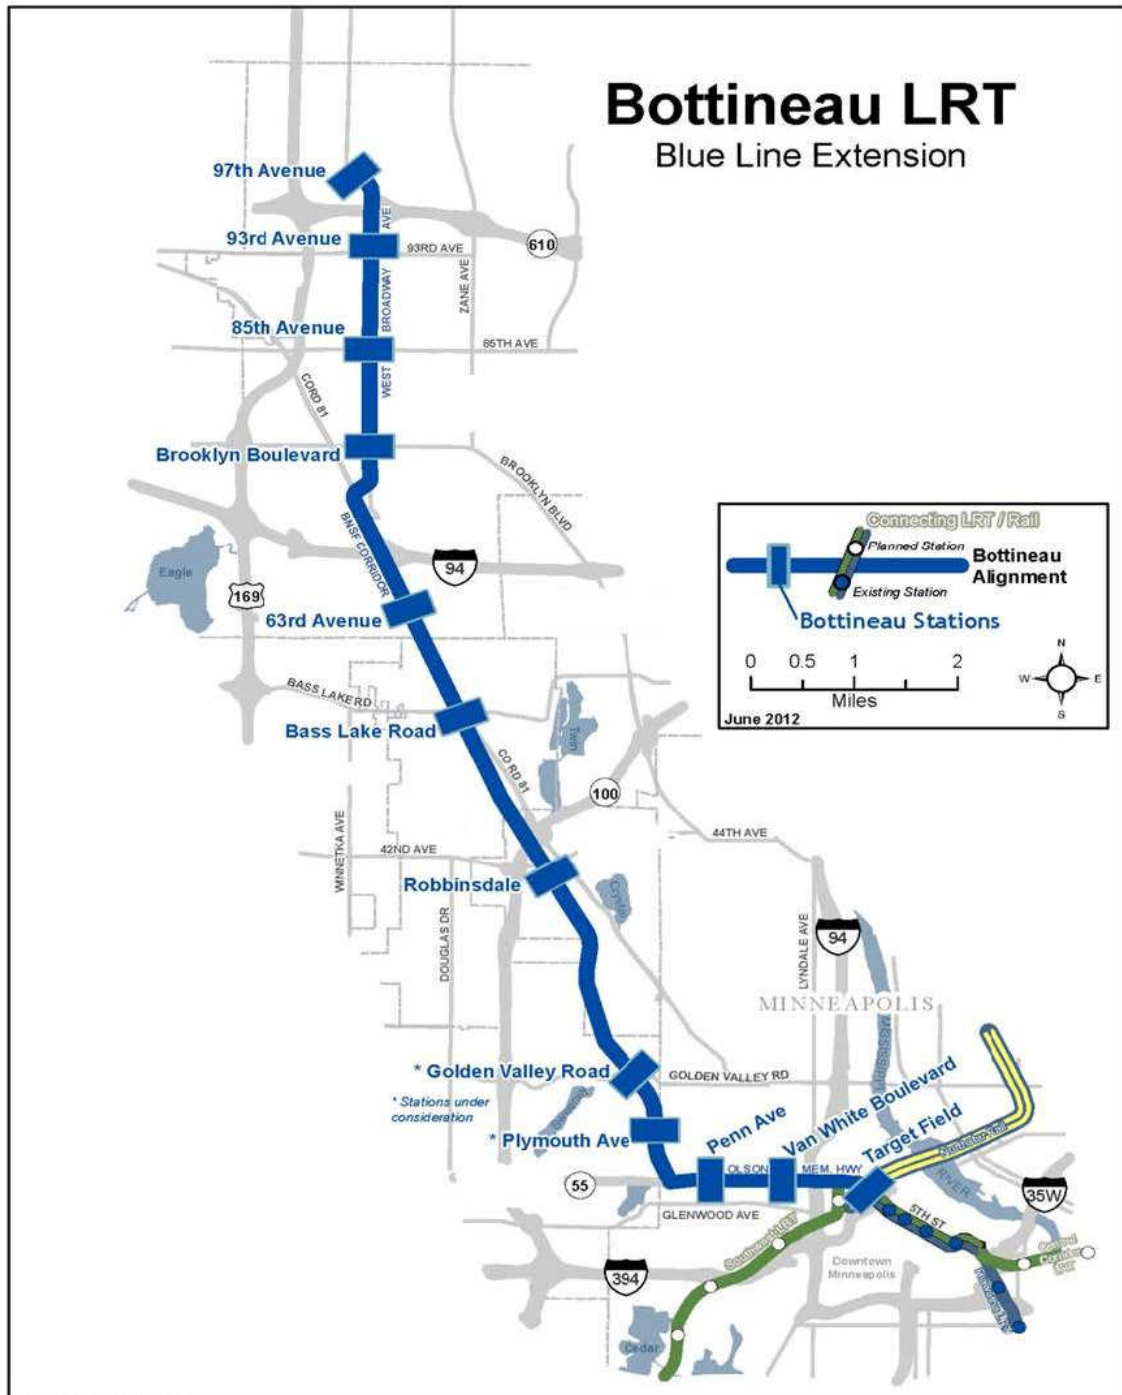 Bottineau LRT
Blue Line Extension
97th Avenue
AVE
93rd Avenue
93RD AVE
610
ZANE AVE
BROADWAY
85th Avenue
85TH AVE
WEST
CORD 81
Brooklyn Boulevard
BROOKLYN BLVD
BNSF CORRIDOR
94
Eagle
169
63rd Avenue
Connecting LRT / Rail
Planned Station
Bottineau
Alignment
Existing Station
Bottineau Stations
0 0.5 1 2
Miles
N
W E
S
June 2012
BASS LAKE RD
Bass Lake Road
Twin
CO RD 81
100
44TH AVE
WINNETKA AVE
42ND AVE
Robbinsdale
Crystal
DOUGLAS DR
LYNDALE AVE
94
MINNEAPOLIS
MISSISSIPPI
* Golden Valley Road
GOLDEN VALLEY RD
* Stations under
consideration
* Plymouth Ave
Penn Ave
Van White Boulevard
Target Field
OLSON MEM. HWY
RIVER
55
35W
GLENWOOD AVE
5TH ST
Southwest LRT
Downtown
Minneapolis
394
Cedar